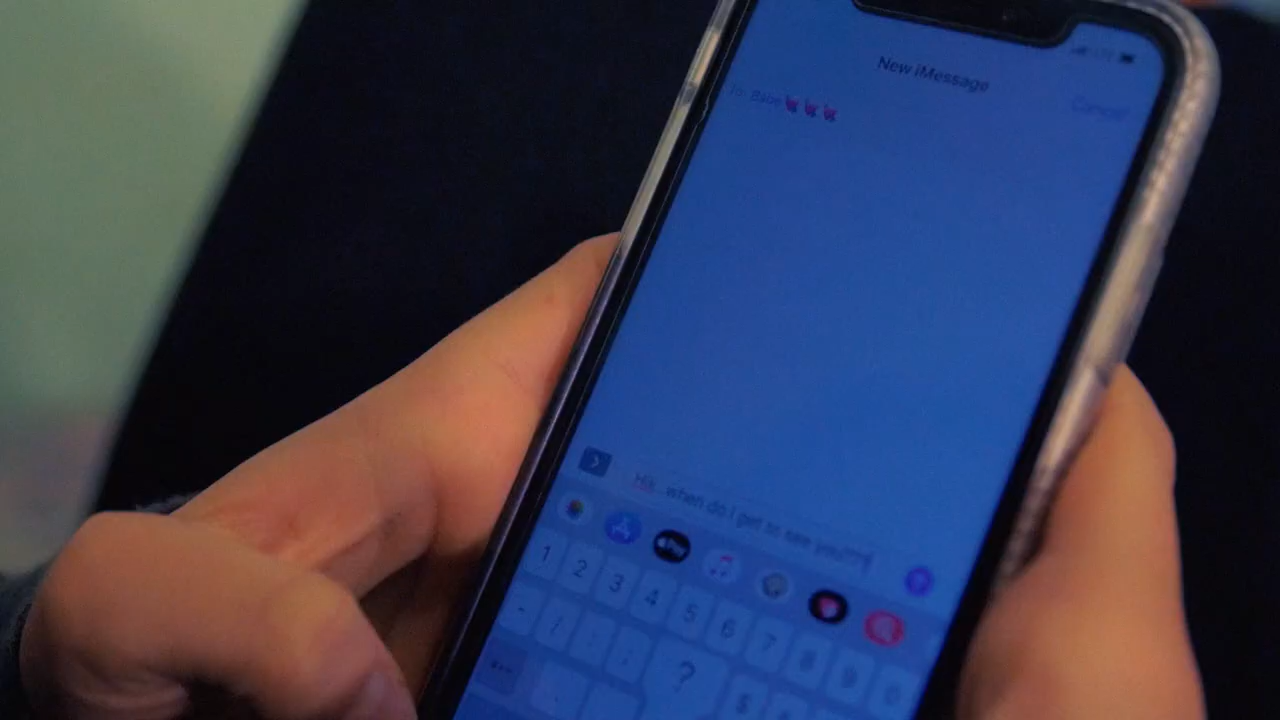 New iMessage
Cancel
To: Babe💘💘💘
Hiii...when do I get to see you???
1 2 3 4 5 6 7 8 9 0
- / : ;
?
$